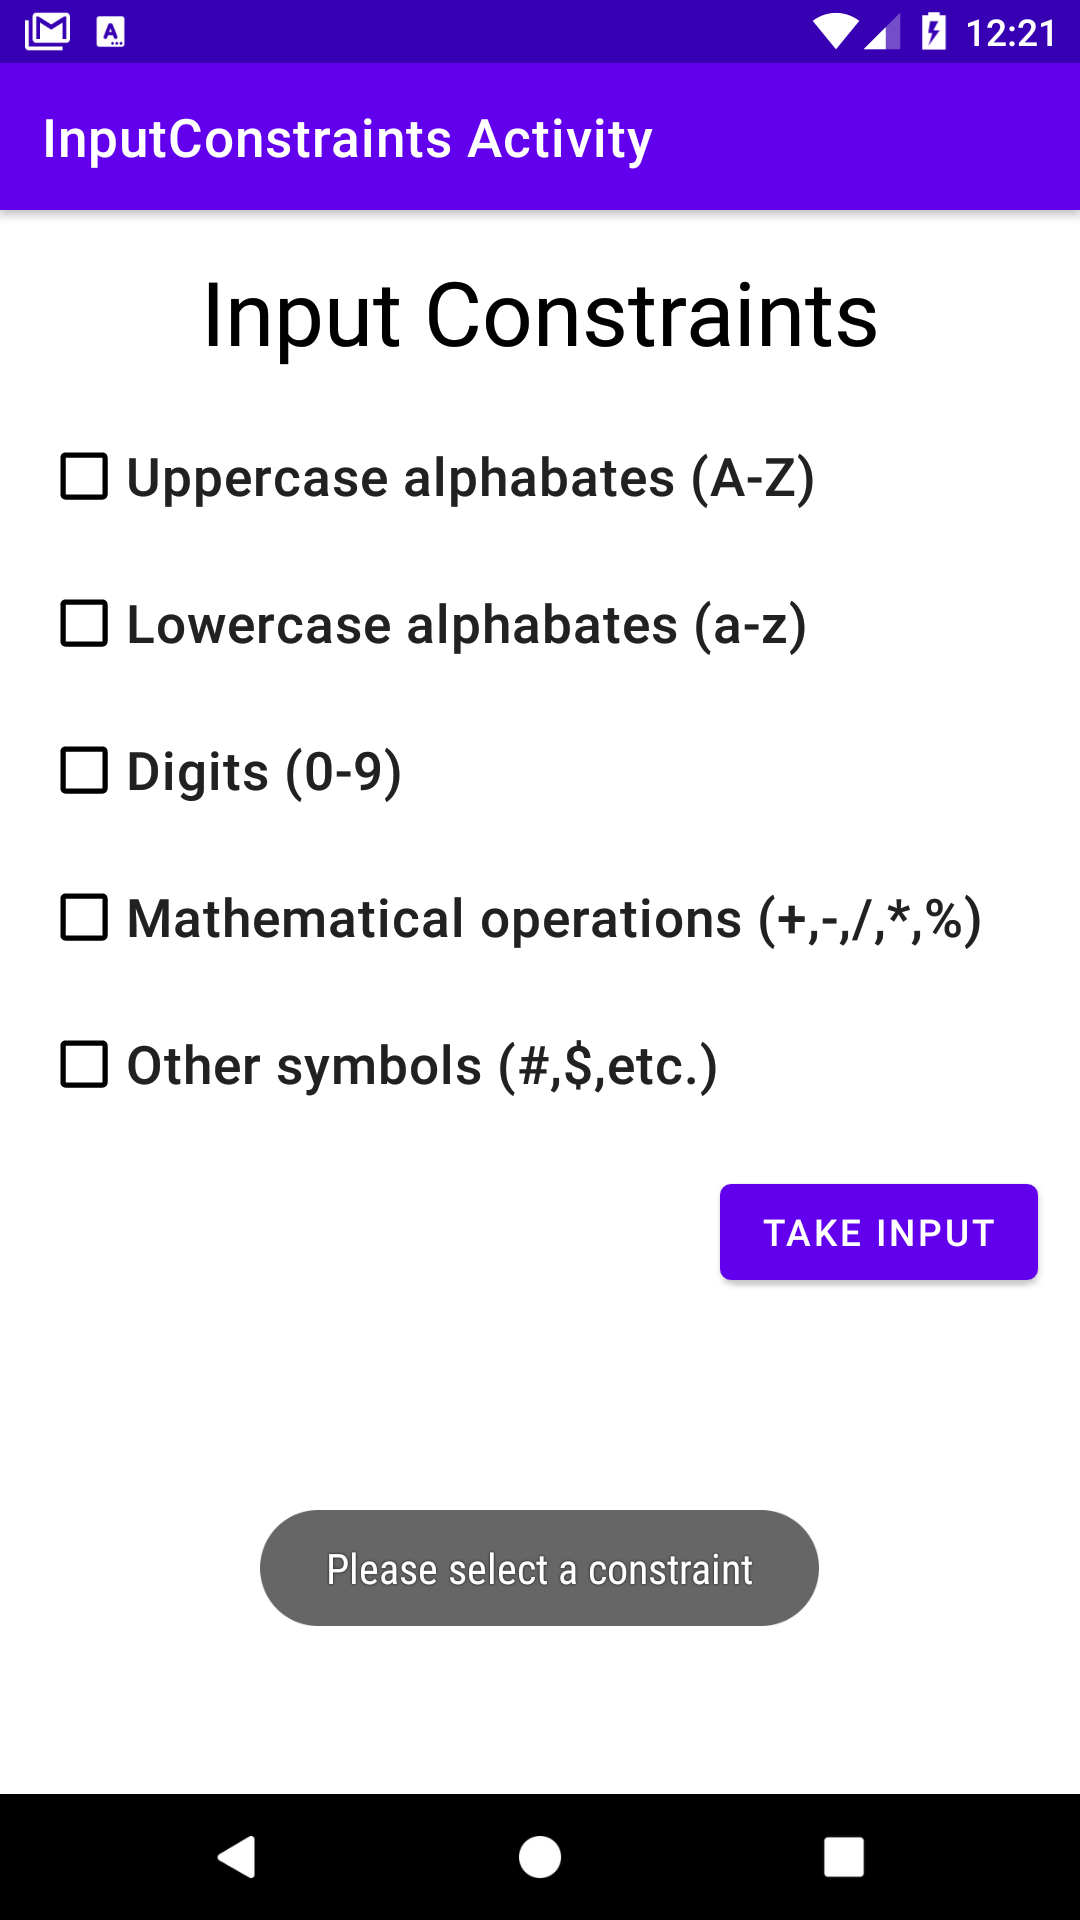 12:21
InputConstraints Activity
Input Constraints
Uppercase alphabates (A-Z)
Lowercase alphabates (a-z)
Digits (0-9)
Mathematical operations (+,-,/,*,%)
Other symbols (#,$,etc.)
TAKE INPUT
Please select a constraint